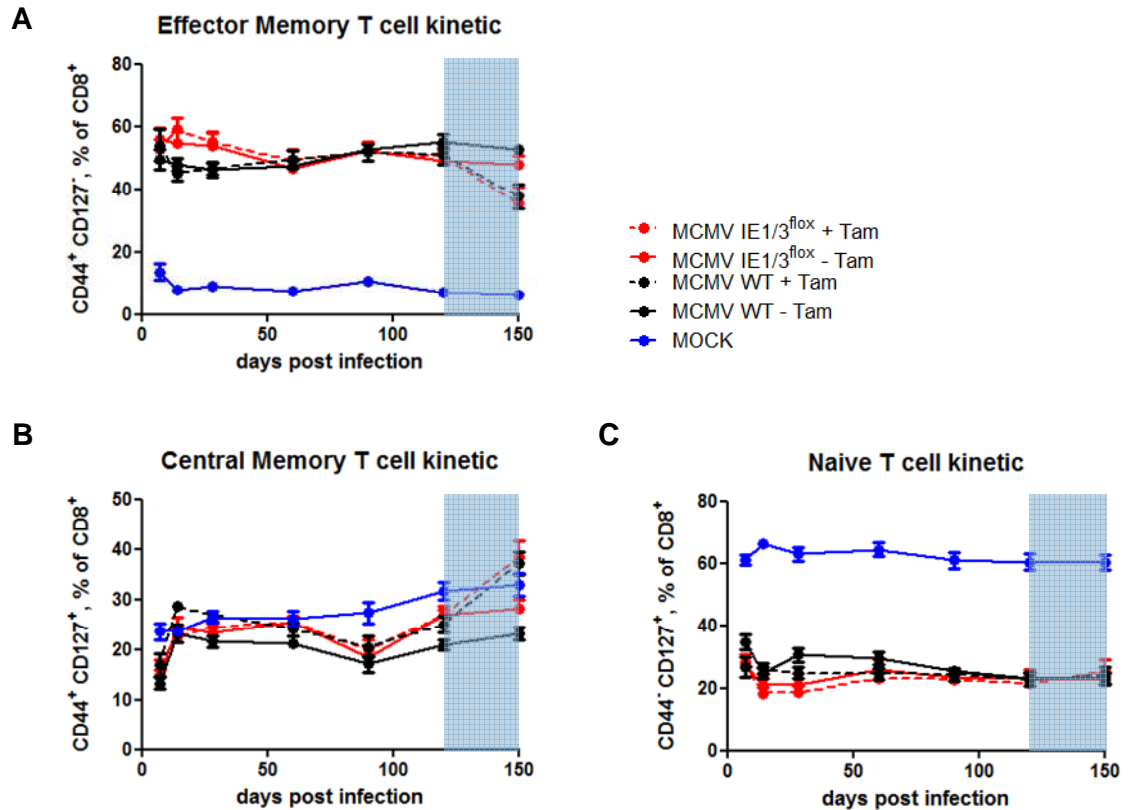 A
Effector Memory T cell kinetic
CD44⁺ CD127⁻, % of CD8⁺
80
60
40
20
0
0 50 100 150
days post infection
MCMV IE1/3ᶠˡᵒˣ + Tam
MCMV IE1/3ᶠˡᵒˣ - Tam
MCMV WT + Tam
MCMV WT - Tam
MOCK
B
Central Memory T cell kinetic
CD44⁺ CD127⁺, % of CD8⁺
50
40
30
20
10
0
0 50 100 150
days post infection
C
Naive T cell kinetic
CD44⁻ CD127⁺, % of CD8⁺
80
60
40
20
0
0 50 100 150
days post infection